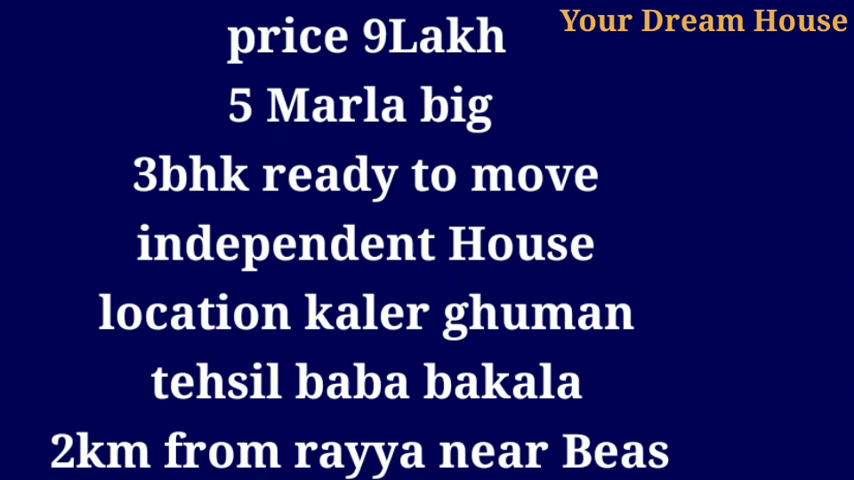 Your Dream House
price 9Lakh
5 Marla big
3bhk ready to move
independent House
location kaler ghuman
tehsil baba bakala
2km from rayya near Beas